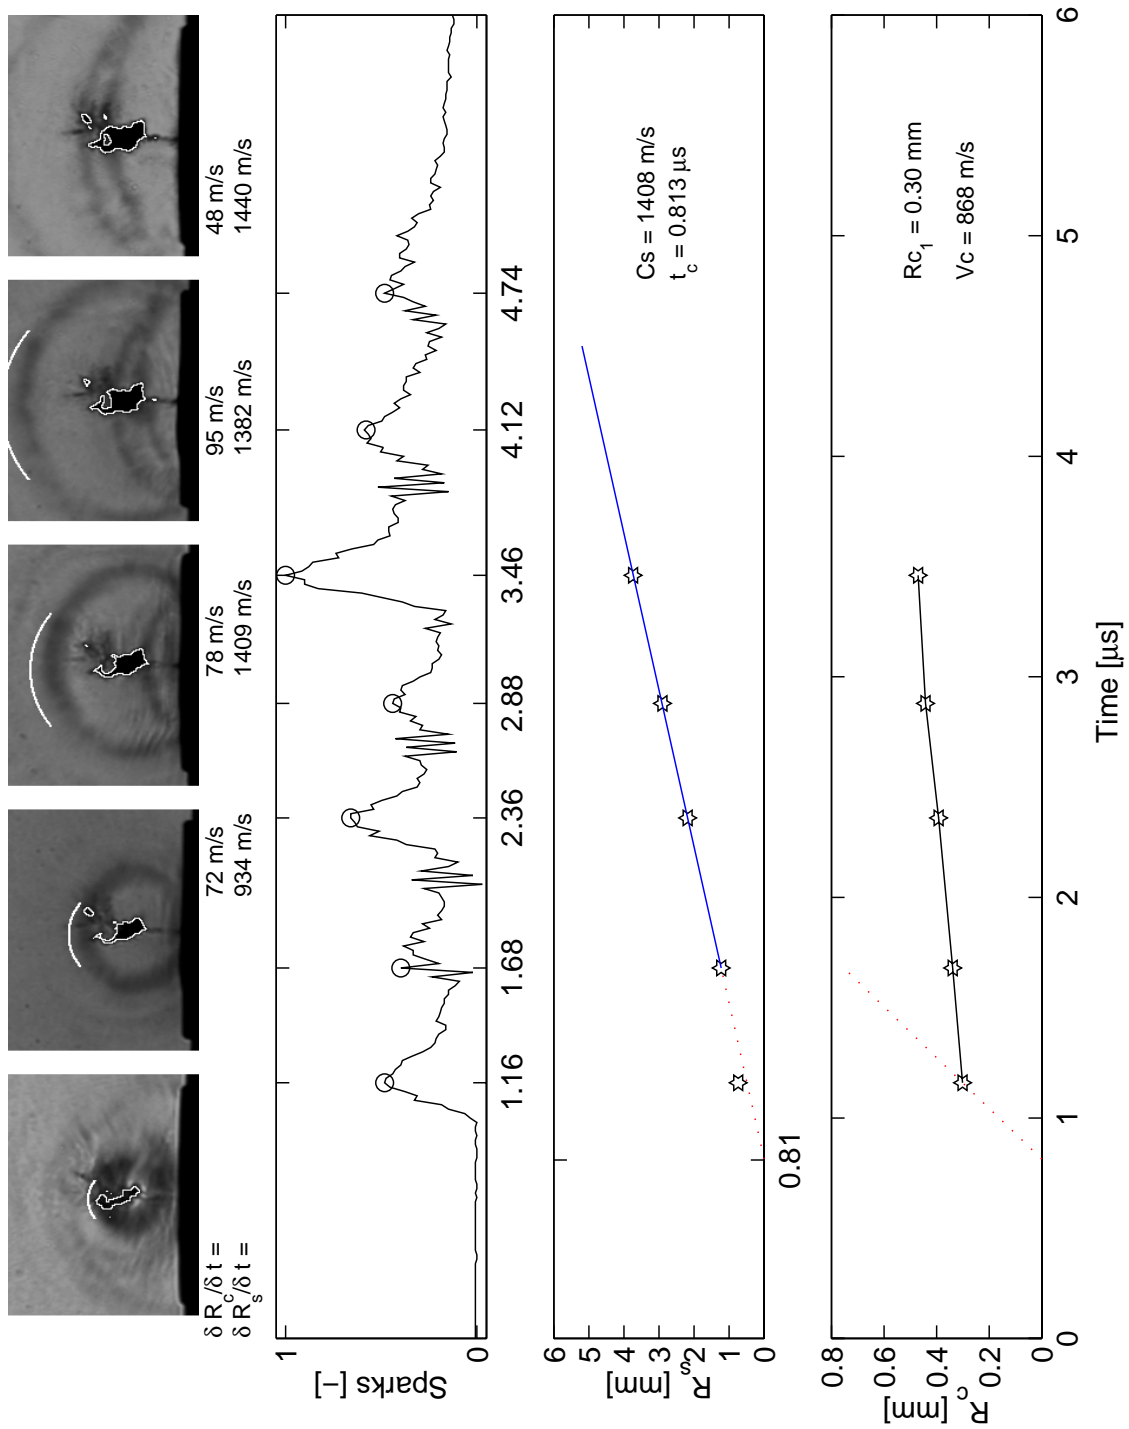 δ R_c/δ t = 72 m/s 78 m/s 95 m/s 48 m/s
δ R_s/δ t = 934 m/s 1409 m/s 1382 m/s 1440 m/s
Sparks [−]
1
0
1.16 1.68 2.36 2.88 3.46 4.12 4.74
R_s [mm]
6
5
4
3
2
1
0
Cs = 1408 m/s
t_c = 0.813 μs
0.81
R_c [mm]
0.8
0.6
0.4
0.2
0
Rc_1 = 0.30 mm
Vc = 868 m/s
0 1 2 3 4 5 6
Time [μs]